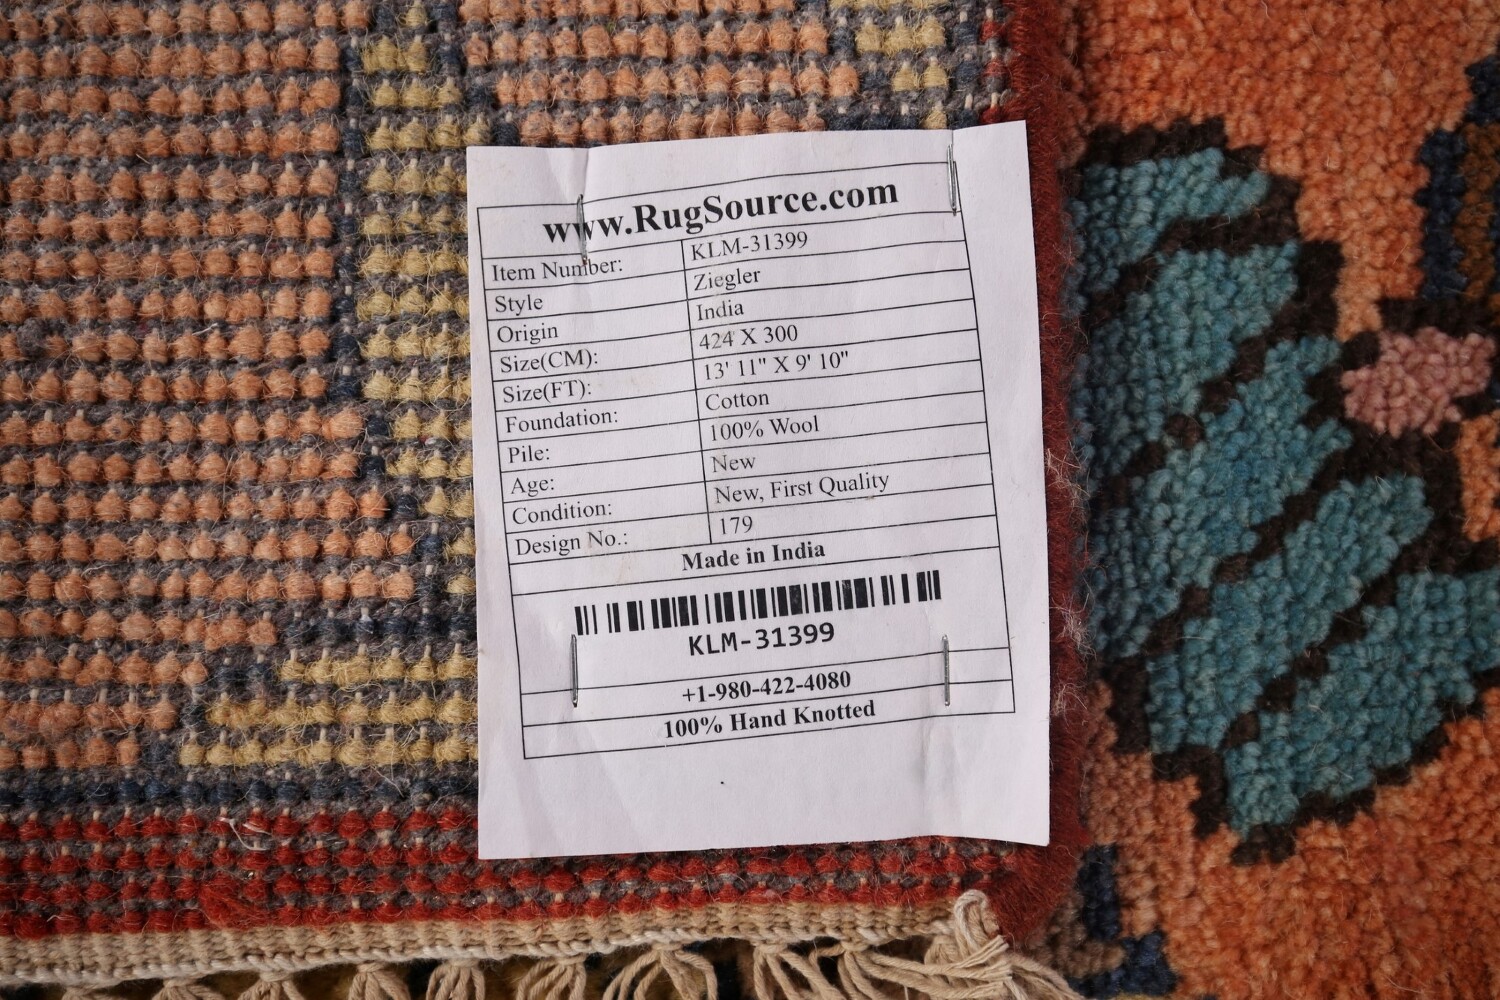 www.RugSource.com
Item Number: KLM-31399
Style Ziegler
Origin India
Size(CM): 424 X 300
Size(FT): 13' 11" X 9' 10"
Foundation: Cotton
Pile: 100% Wool
Age: New
Condition: New, First Quality
Design No.: 179
Made in India
KLM-31399
+1-980-422-4080
100% Hand Knotted